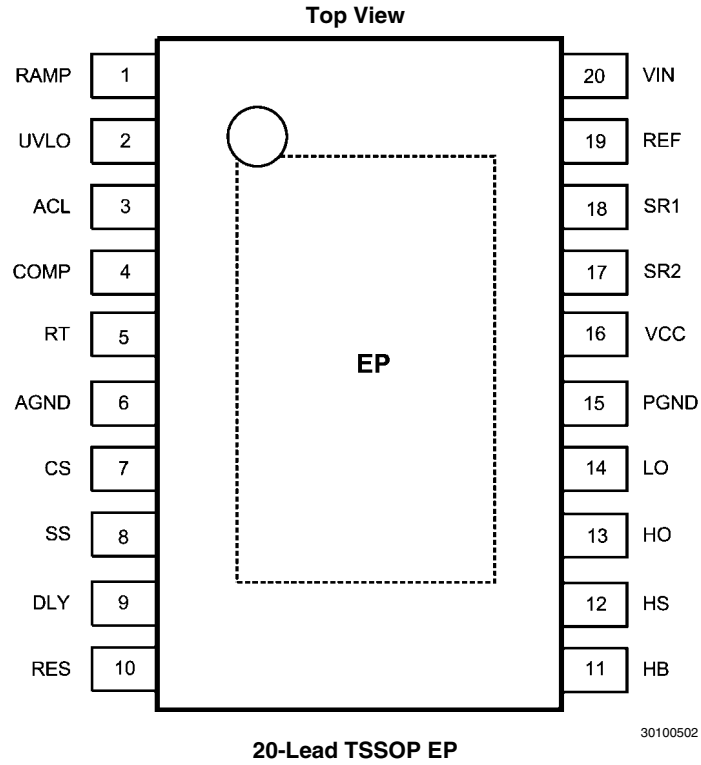 Top View
RAMP 1 20 VIN
UVLO 2 19 REF
ACL 3 18 SR1
COMP 4 17 SR2
RT 5 16 VCC
EP
AGND 6 15 PGND
CS 7 14 LO
SS 8 13 HO
DLY 9 12 HS
RES 10 11 HB
30100502
20-Lead TSSOP EP